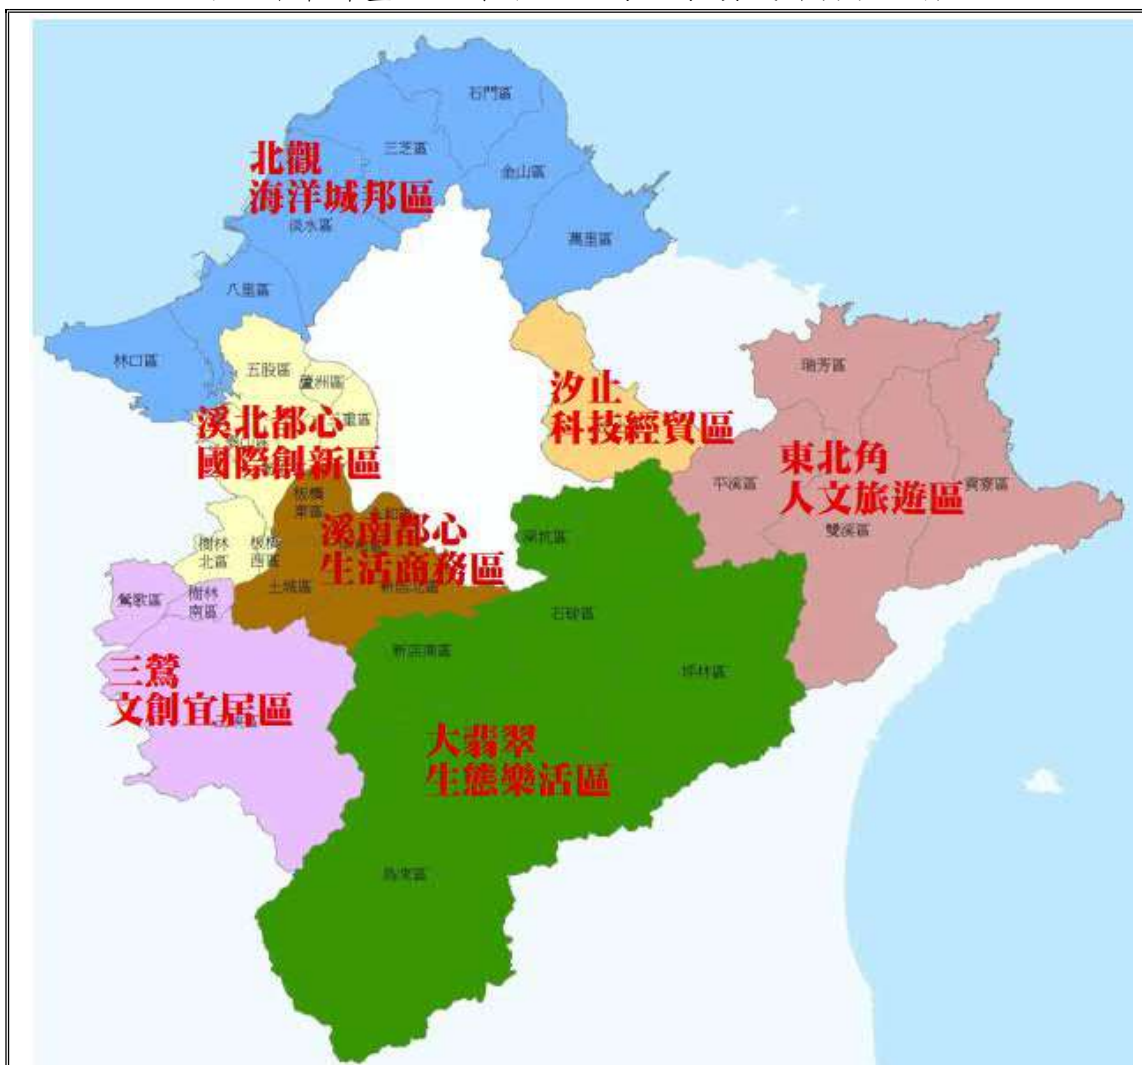 石門區
三芝區
北觀
海洋城邦區
金山區
淡水區
萬里區
八里區
林口區
五股區
蘆洲區
瑞芳區
汐止
科技經貿區
溪北都心
國際創新區
東北角
人文旅遊區
平溪區
貢寮區
雙溪區
板橋
東區
溪南都心
生活商務區
深坑區
樹林
北區
板橋
西區
鶯歌區
樹林
南區
土城區
新店北區
石碇區
新店南區
坪林區
三鶯
文創宜居區
大翡翠
生態樂活區
烏來區